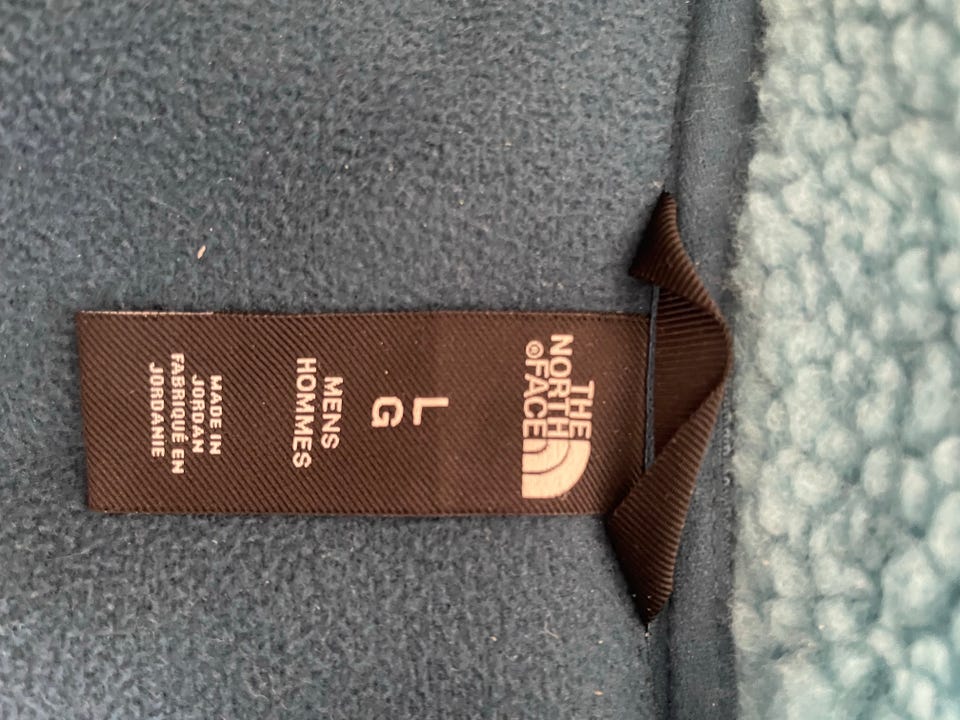 THE
NORTH
FACE
L
G
MENS
HOMMES
MADE IN
JORDAN
FABRIQUÉ EN
JORDANIE